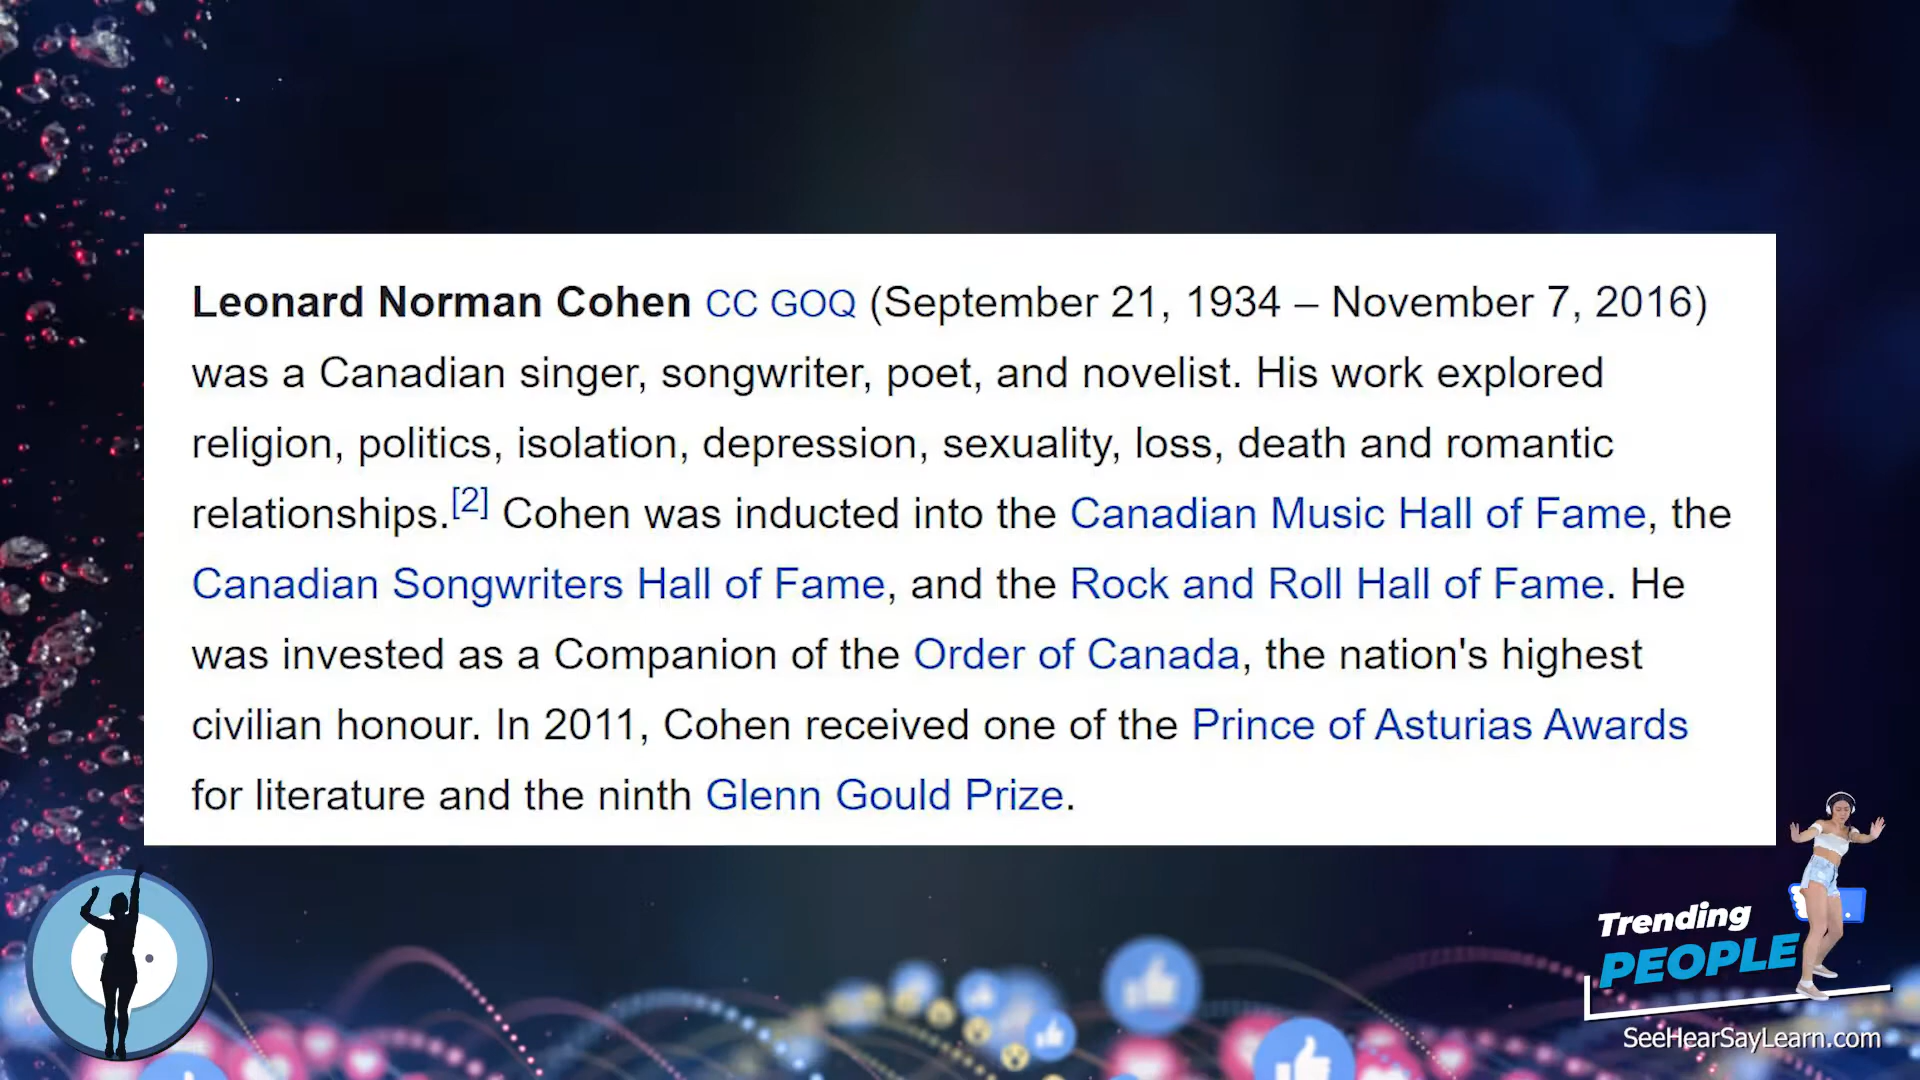 Leonard Norman Cohen CC GOQ (September 21, 1934 – November 7, 2016)
was a Canadian singer, songwriter, poet, and novelist. His work explored
religion, politics, isolation, depression, sexuality, loss, death and romantic
relationships.[2] Cohen was inducted into the Canadian Music Hall of Fame, the
Canadian Songwriters Hall of Fame, and the Rock and Roll Hall of Fame. He
was invested as a Companion of the Order of Canada, the nation's highest
civilian honour. In 2011, Cohen received one of the Prince of Asturias Awards
for literature and the ninth Glenn Gould Prize.
Trending
PEOPLE
SeeHearSayLearn.com